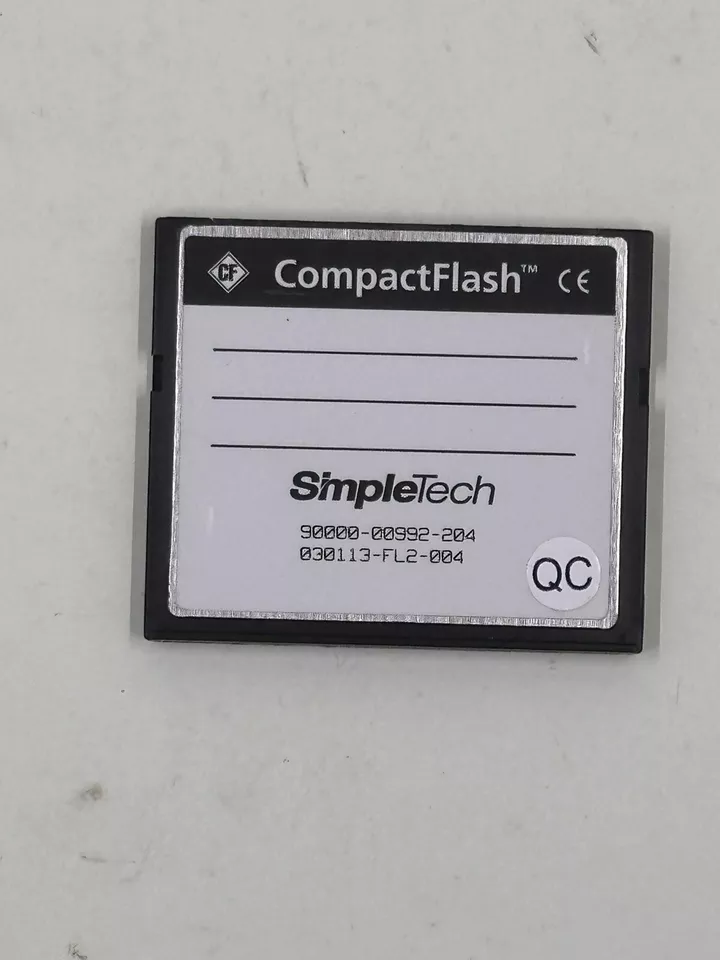 CF CompactFlash™ CE
SimpleTech
90000-00992-204
030113-FL2-004
QC